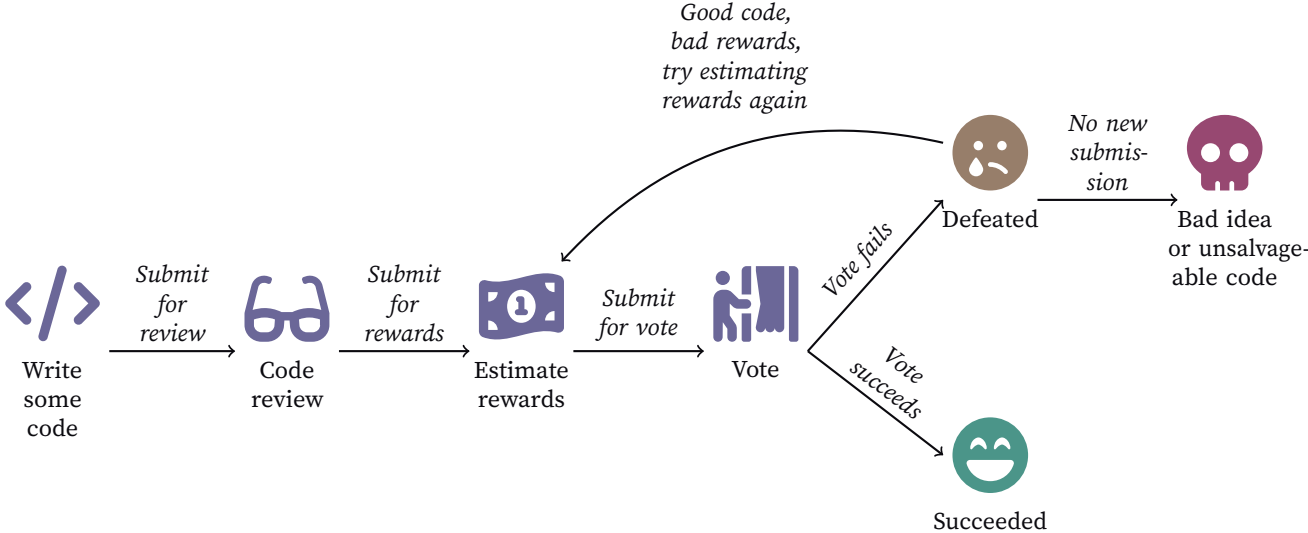 Good code,
bad rewards,
try estimating
rewards again
No new
submis-
sion
Defeated
Bad idea
or unsalvage-
able code
Vote fails
Submit
for
review
Submit
for
rewards
1
Submit
for vote
Write
some
code
Code
review
Estimate
rewards
Vote
Vote
succeeds
Succeeded